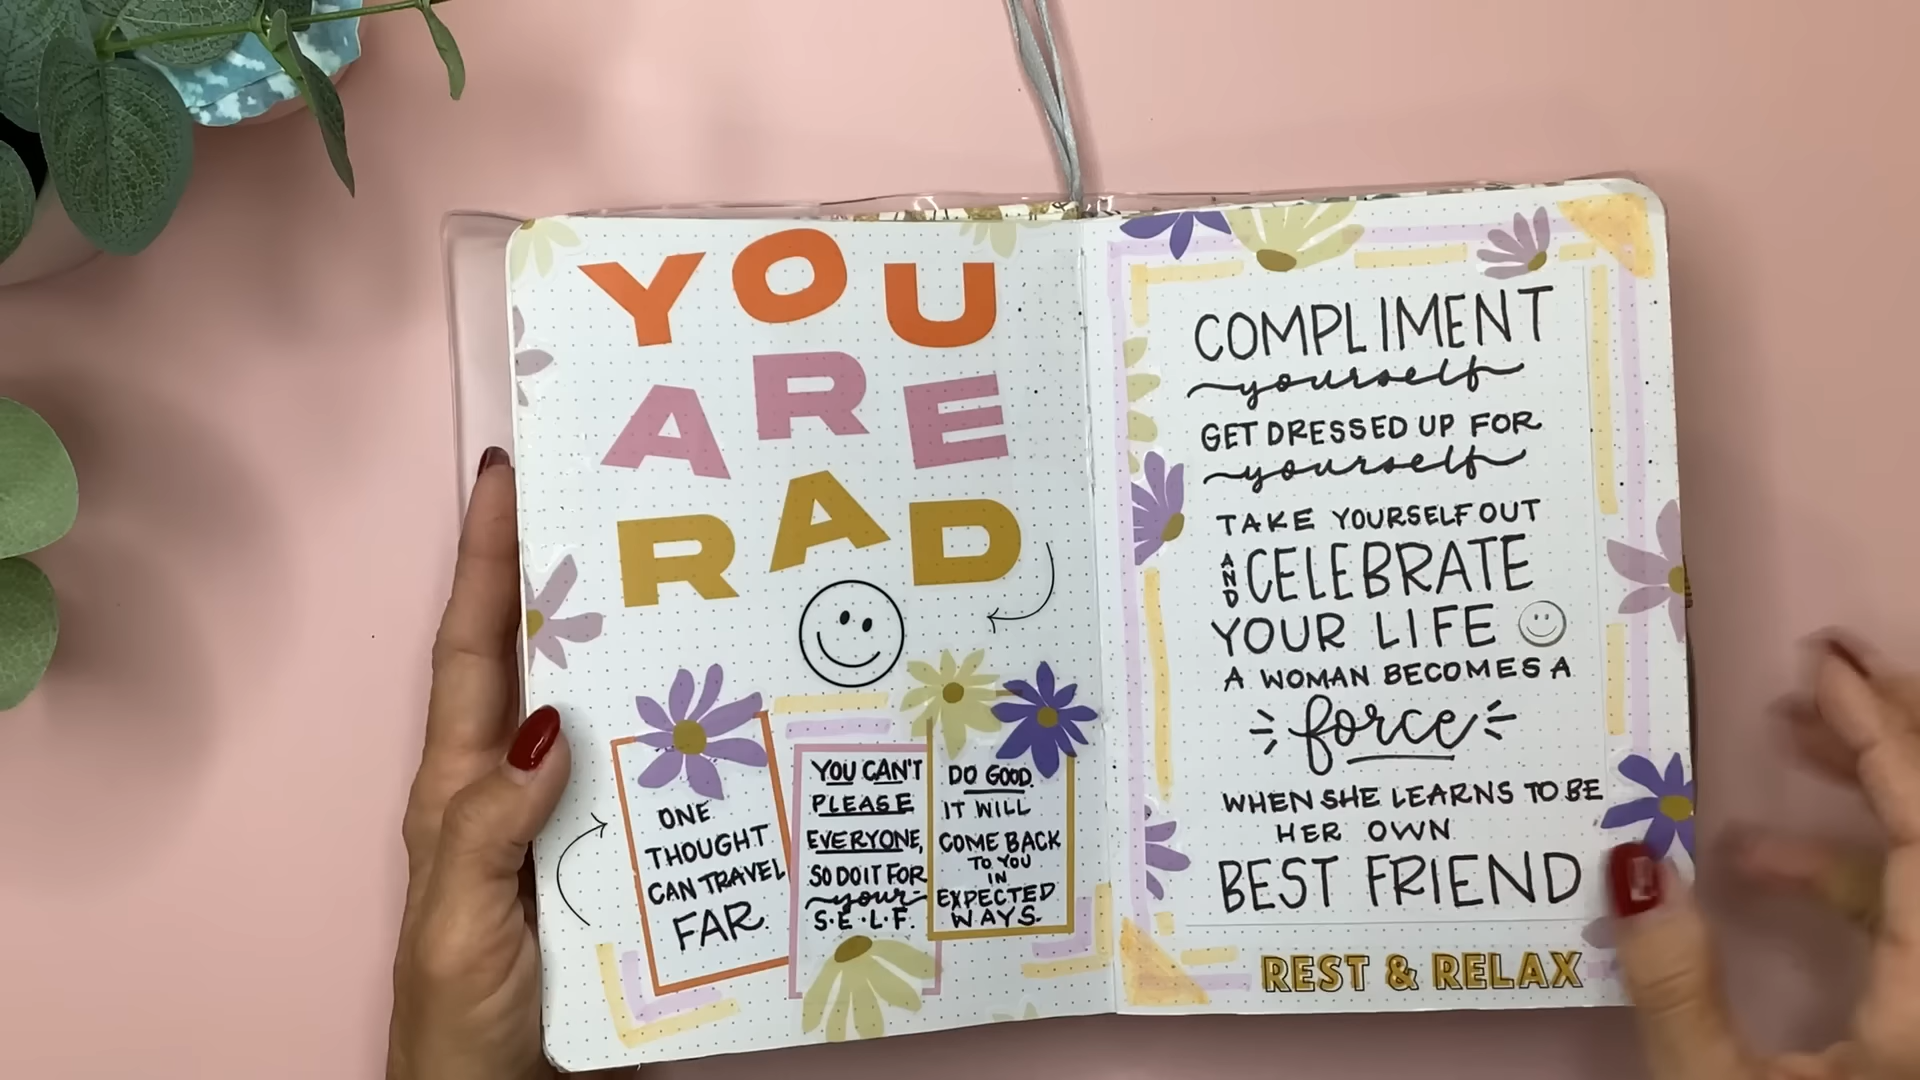 YOU
ARE
RAD
ONE
THOUGHT
CAN TRAVEL
FAR.
YOU CAN'T
PLEASE
EVERYONE,
SO DO IT FOR
your
S·E·L·F.
DO GOOD.
IT WILL
COME BACK
TO YOU
IN
EXPECTED
WAYS.
COMPLIMENT
yourself
GET DRESSED UP FOR
yourself
TAKE YOURSELF OUT
AND CELEBRATE
YOUR LIFE
A WOMAN BECOMES A
force
WHEN SHE LEARNS TO BE
HER OWN
BEST FRIEND
REST & RELAX